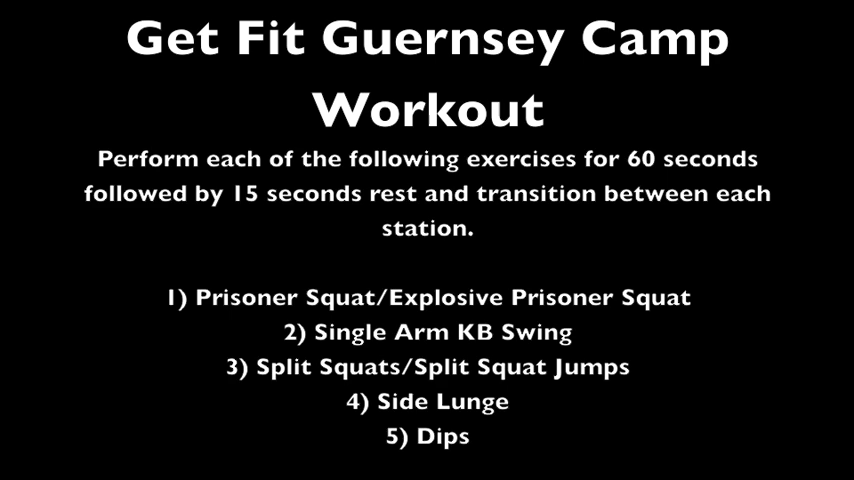 Get Fit Guernsey Camp
Workout
Perform each of the following exercises for 60 seconds
followed by 15 seconds rest and transition between each
station.
1) Prisoner Squat/Explosive Prisoner Squat
2) Single Arm KB Swing
3) Split Squats/Split Squat Jumps
4) Side Lunge
5) Dips